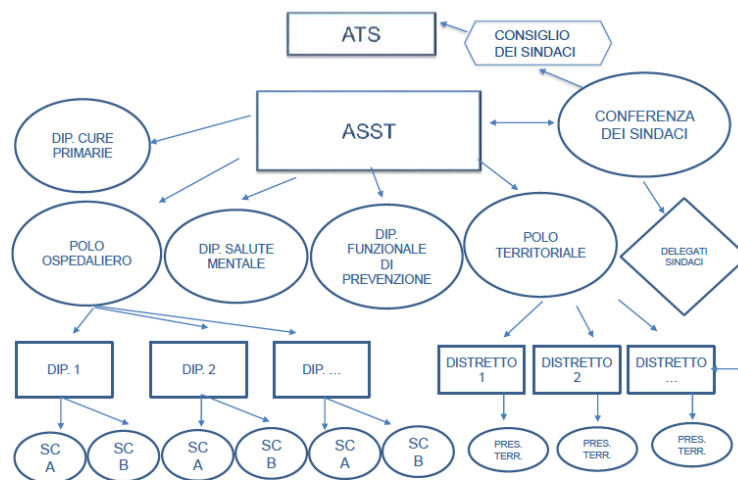 ATS
CONSIGLIO
DEI SINDACI
ASST
CONFERENZA
DEI SINDACI
DIP. CURE
PRIMARIE
POLO
OSPEDALIERO
DIP. SALUTE
MENTALE
DIP.
FUNZIONALE
DI
PREVENZIONE
POLO
TERRITORIALE
DELEGATI
SINDACI
DIP. 1
DIP. 2
DIP. ...
DISTRETTO
1
DISTRETTO
2
DISTRETTO
...
SC
A
SC
B
SC
A
SC
B
SC
A
SC
B
PRES.
TERR.
PRES.
TERR.
PRES.
TERR.